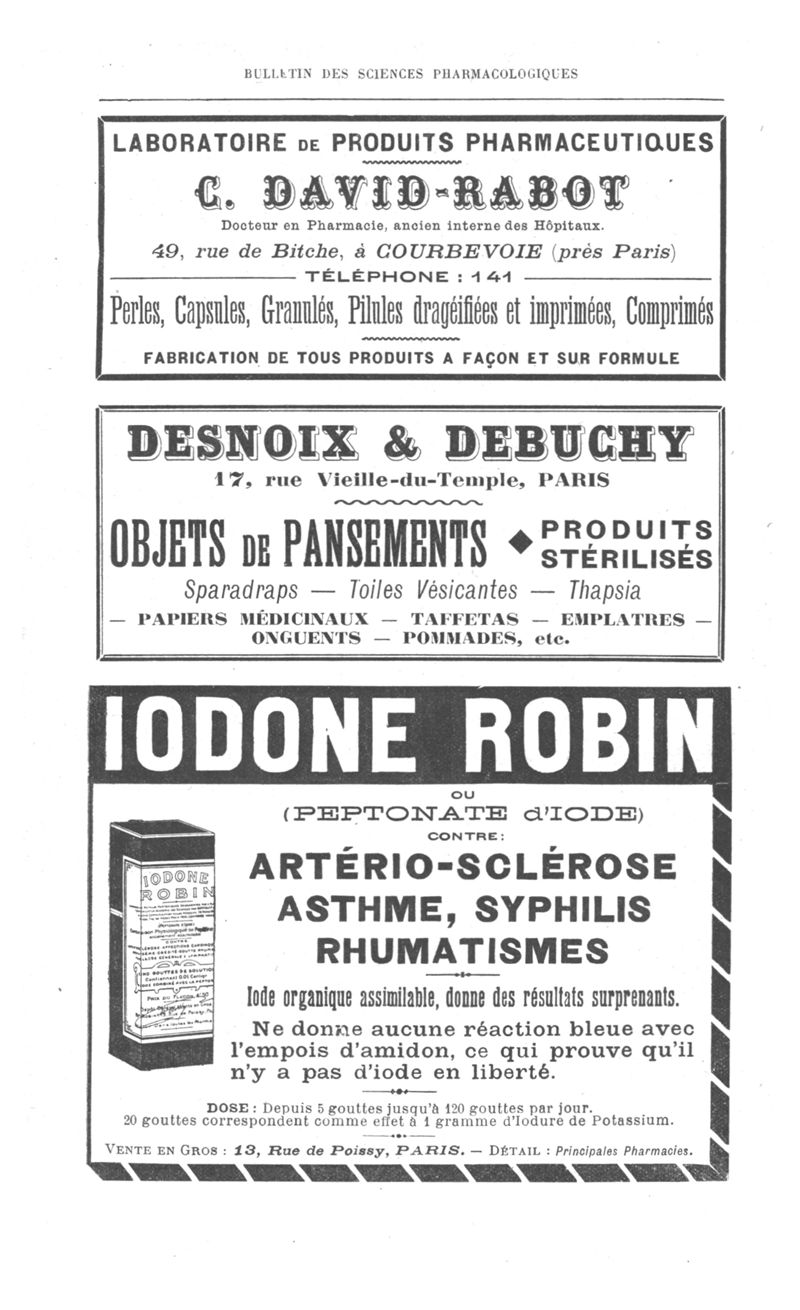 BULLETIN DES SCIENCES PHARMACOLOGIQUES
LABORATOIRE DE PRODUITS PHARMACEUTIQUES
C. DAVID-RABOT
Docteur en Pharmacie, ancien interne des Hôpitaux.
49, rue de Bitche, à COURBEVOIE (près Paris)
TÉLÉPHONE : 141
Perles, Capsules, Granulés, Pilules dragéifiées et imprimées, Comprimés
FABRICATION DE TOUS PRODUITS A FAÇON ET SUR FORMULE
DESNOIX & DEBUCHY
17, rue Vieille-du-Temple, PARIS
OBJETS DE PANSEMENTS ◆ PRODUITS STÉRILISÉS
Sparadraps — Toiles Vésicantes — Thapsia
— PAPIERS MÉDICINAUX — TAFFETAS — EMPLATRES —
ONGUENTS — POMMADES, etc.
IODONE ROBIN
OU
(PEPTONATE d'IODE)
CONTRE :
ARTÉRIO-SCLÉROSE
ASTHME, SYPHILIS
RHUMATISMES
Iode organique assimilable, donne des résultats surprenants.
Ne donne aucune réaction bleue avec
l'empois d'amidon, ce qui prouve qu'il
n'y a pas d'iode en liberté.
DOSE : Depuis 5 gouttes jusqu'à 120 gouttes par jour.
20 gouttes correspondent comme effet à 1 gramme d'Iodure de Potassium.
VENTE EN GROS : 13, Rue de Poissy, PARIS. — DÉTAIL : Principales Pharmacies.
IODONE
ROBIN
CONTRE